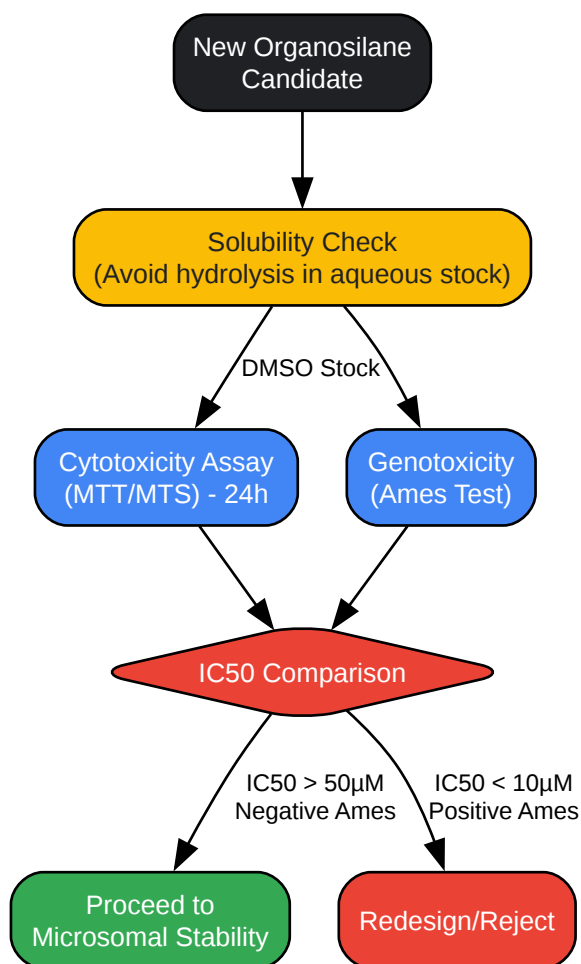 New Organosilane
Candidate
Solubility Check
(Avoid hydrolysis in aqueous stock)
DMSO Stock
Cytotoxicity Assay
(MTT/MTS) - 24h
Genotoxicity
(Ames Test)
IC50 Comparison
IC50 > 50µM
Negative Ames
IC50 < 10µM
Positive Ames
Proceed to
Microsomal Stability
Redesign/Reject